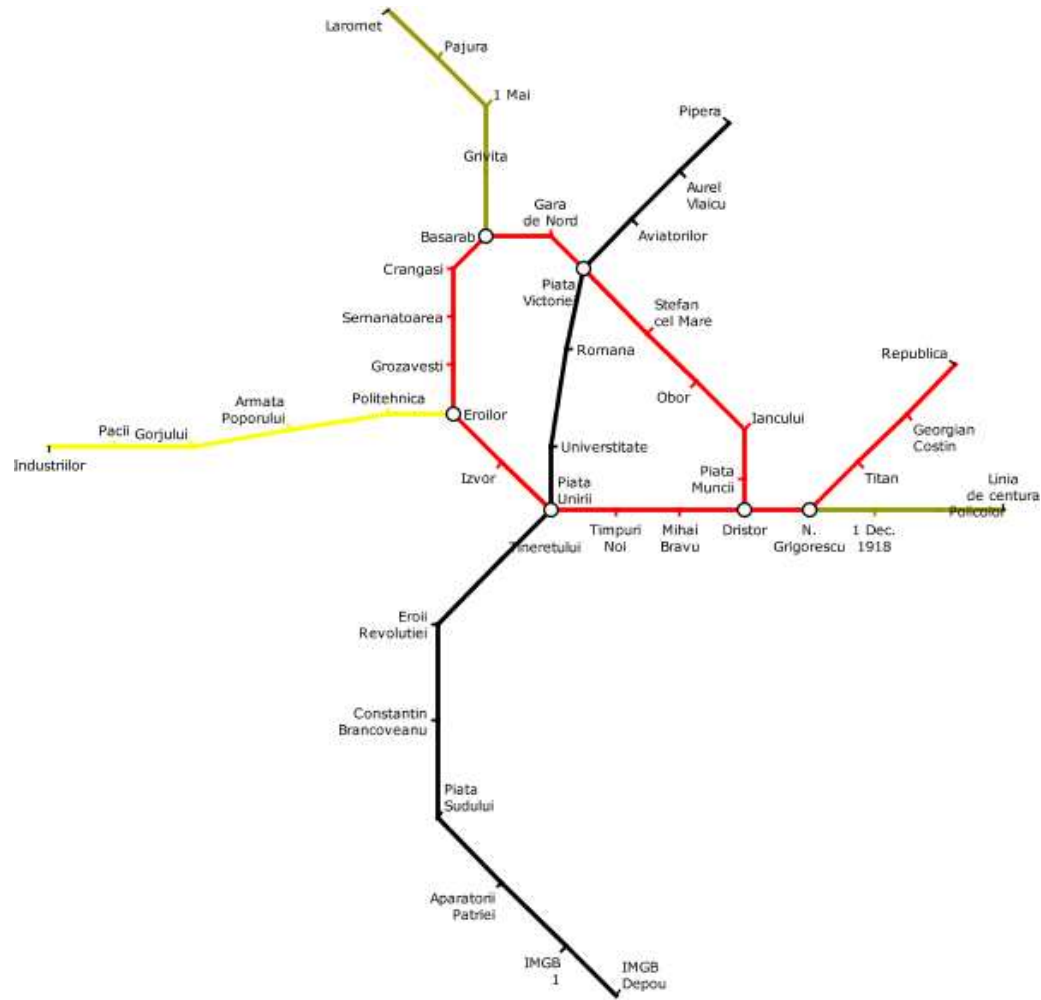 Laromet
Pajura
1 Mai
Pipera
Grivita
Aurel
Vlaicu
Gara
de Nord
Basarab
Aviatorilor
Crangasi
Piata
Victorie
Semanatoarea
Stefan
cel Mare
Romana
Republica
Grozavesti
Armata
Poporului
Politehnica
Obor
Eroilor
Iancului
Georgian
Costin
Pacii
Gorjului
Industriilor
Universtitate
Izvor
Piata
Unirii
Piata
Muncii
Titan
Linia
de centura
Policolor
Tineretului
Timpuri
Noi
Mihai
Bravu
Dristor
N.
Grigorescu
1 Dec.
1918
Eroii
Revolutiei
Constantin
Brancoveanu
Piata
Sudului
Aparatorii
Patriei
IMGB
1
IMGB
Depou